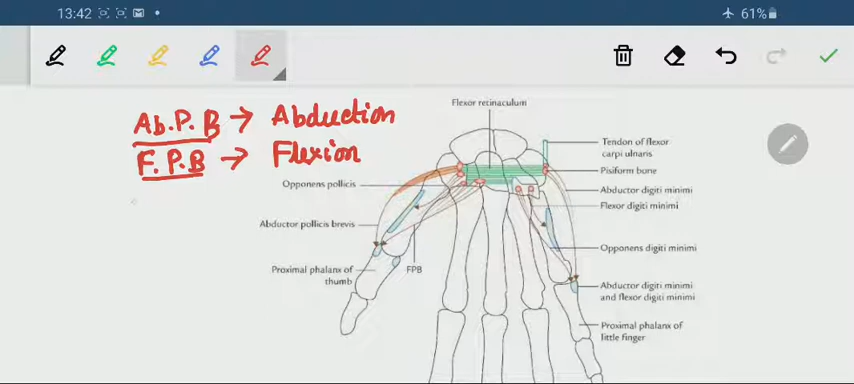 13:42
61%
Ab.P.B → Abduction
F.P.B → Flexion
Flexor retinaculum
Tendon of flexor
carpi ulnaris
Pisiform bone
Opponens pollicis
Abductor digiti minimi
Flexor digiti minimi
Abductor pollicis brevis
Opponens digiti minimi
Proximal phalanx of
thumb
FPB
Abductor digiti minimi
and flexor digiti minimi
Proximal phalanx of
little finger